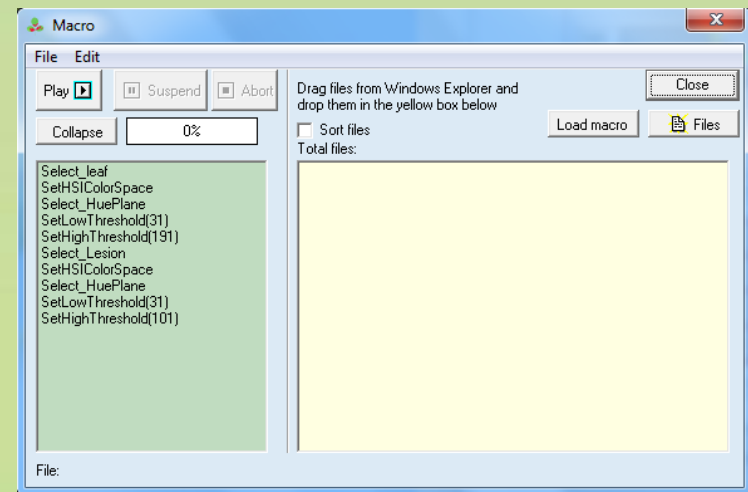 Macro
File Edit
Play Suspend Abort
Collapse 0%
Select_leaf
SetHSIColorSpace
Select_HuePlane
SetLowThreshold(31)
SetHighThreshold(191)
Select_Lesion
SetHSIColorSpace
Select_HuePlane
SetLowThreshold(31)
SetHighThreshold(101)
Drag files from Windows Explorer and
drop them in the yellow box below
Close
Sort files
Load macro Files
Total files:
File: